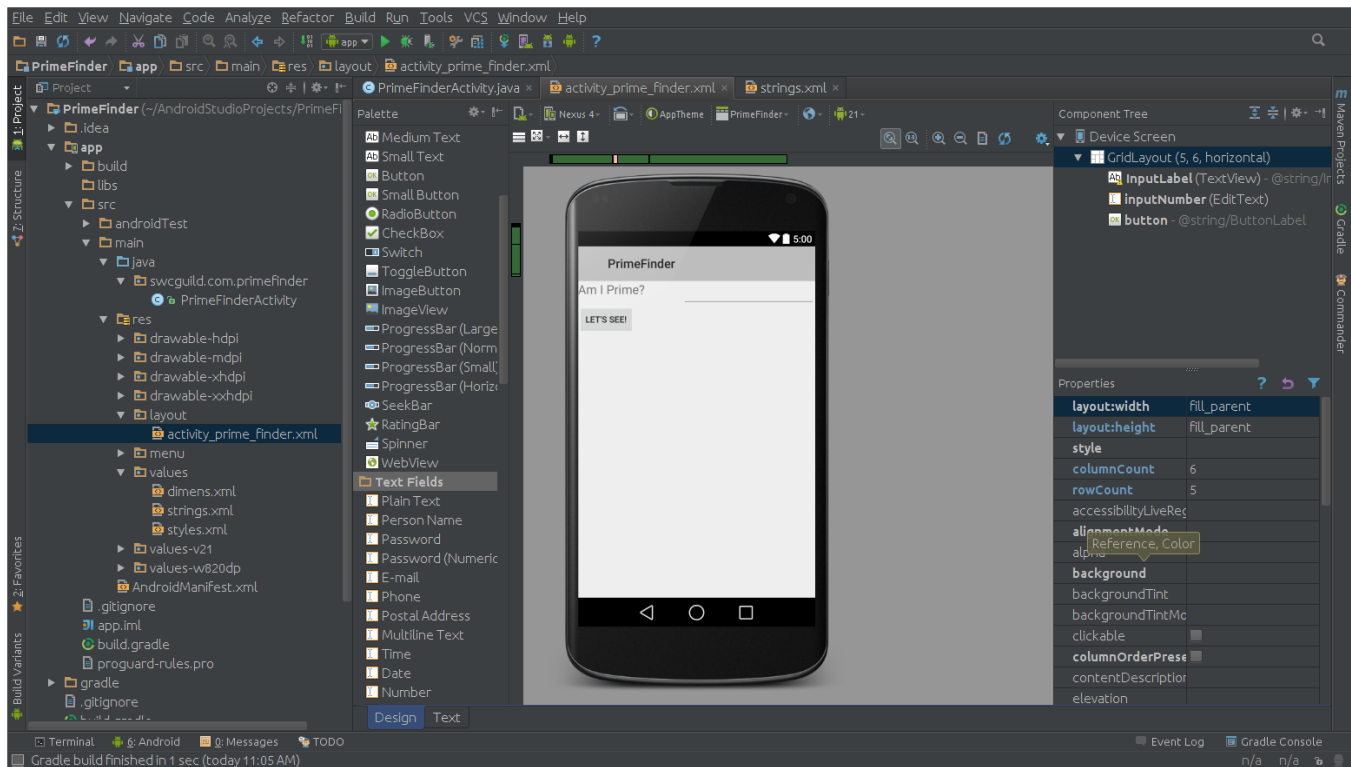 File Edit View Navigate Code Analyze Refactor Build Run Tools VCS Window Help
app
PrimeFinder app src main res layout activity_prime_finder.xml
1: Project
Z: Structure
2: Favorites
Build Variants
Project
PrimeFinder (~/AndroidStudioProjects/PrimeFi
.idea
app
build
libs
src
androidTest
main
java
swcguild.com.primefinder
PrimeFinderActivity
res
drawable-hdpi
drawable-mdpi
drawable-xhdpi
drawable-xxhdpi
layout
activity_prime_finder.xml
menu
values
dimens.xml
strings.xml
styles.xml
values-v21
values-w820dp
AndroidManifest.xml
.gitignore
app.iml
build.gradle
proguard-rules.pro
gradle
.gitignore
build.gradle
PrimeFinderActivity.java activity_prime_finder.xml strings.xml
Palette
Medium Text
Small Text
Button
Small Button
RadioButton
CheckBox
Switch
ToggleButton
ImageButton
ImageView
ProgressBar (Large
ProgressBar (Norm
ProgressBar (Small)
ProgressBar (Horizo
SeekBar
RatingBar
Spinner
WebView
Text Fields
Plain Text
Person Name
Password
Password (Numeric
E-mail
Phone
Postal Address
Multiline Text
Time
Date
Number
Nexus 4 AppTheme PrimeFinder 21
5:00
PrimeFinder
Am I Prime?
LET'S SEE!
Design Text
Component Tree
Device Screen
GridLayout (5, 6, horizontal)
InputLabel (TextView) - @string/Ir
inputNumber (EditText)
button - @string/ButtonLabel
Properties
layout:width fill_parent
layout:height fill_parent
style
columnCount 6
rowCount 5
accessibilityLiveReg
alignmentMode
alpha
Reference, Color
background
backgroundTint
backgroundTintMo
clickable
columnOrderPrese
contentDescription
elevation
Maven Projects
Gradle
Commander
Terminal 6: Android 0: Messages TODO
Event Log Gradle Console
Gradle build finished in 1 sec (today 11:05 AM)
n/a n/a